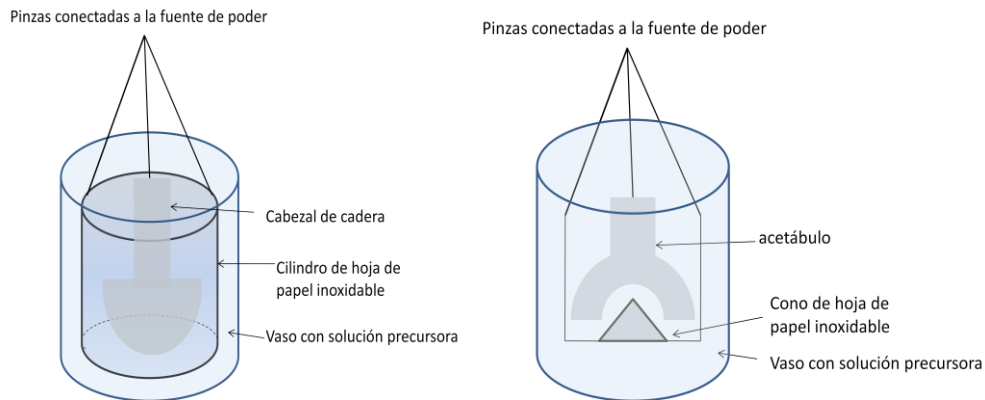 Pinzas conectadas a la fuente de poder
Cabezal de cadera
Cilindro de hoja de
papel inoxidable
Vaso con solución precursora
Pinzas conectadas a la fuente de poder
acetábulo
Cono de hoja de
papel inoxidable
Vaso con solución precursora